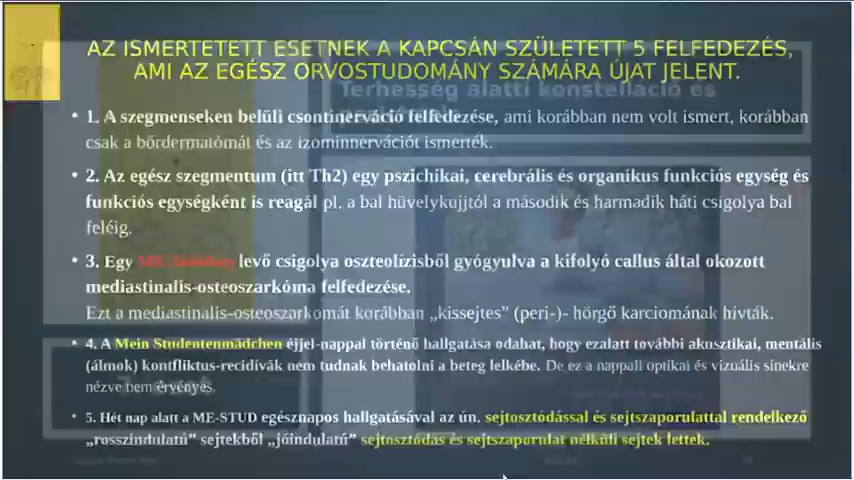 AZ ISMERTETETT ESETNEK A KAPCSÁN SZÜLETETT 5 FELFEDEZÉS,
AMI AZ EGÉSZ ORVOSTUDOMÁNY SZÁMÁRA ÚJAT JELENT.
Terhesség alatti konstelláció és
• 1. A szegmenseken belüli csontinerváció felfedezése, ami korábban nem volt ismert, korábban
csak a bőrdermatómát és az izominnervációt ismerték.
• 2. Az egész szegmentum (itt Th2) egy pszichikai, cerebrális és organikus funkciós egység és
funkciós egységként is reagál pl. a bal hüvelykujjtól a második és harmadik háti csigolya bal
feléig.
• 3. Egy levő csigolya oszteolízisből gyógyulva a kifolyó callus által okozott
mediastinalis-osteoszarkóma felfedezése,
Ezt a mediastinalis-osteoszarkomát korábban „kissejtes” (peri-)- hörgő karciomának hívták.
• 4. A Mein Studentenmädchen éjjel-nappal történő hallgatása odahat, hogy ezalatt további akusztikai, mentális
(álmok) konfliktus-recidívák nem tudnak behatolni a beteg lelkébe. De ez a nappali optikai és vizuális sínekre
nézve nem érvényes.
• 5. Hét nap alatt a ME-STUD egésznapos hallgatásával az ún. sejtosztódással és sejtszaporulattal rendelkező
„rosszindulatú” sejtekből „jóindulatú” sejtosztódás és sejtszaporulat nélküli sejtek lettek.